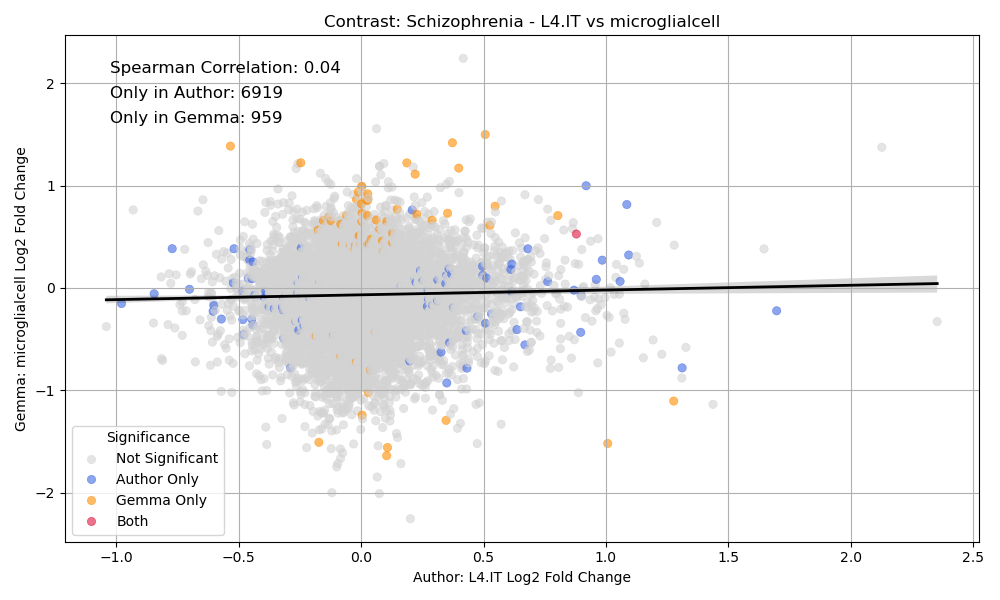 Contrast: Schizophrenia - L4.IT vs microglialcell
Spearman Correlation: 0.04
Only in Author: 6919
Only in Gemma: 959
Gemma: microglialcell Log2 Fold Change
2
1
0
−1
−2
Significance
Not Significant
Author Only
Gemma Only
Both
−1.0 −0.5 0.0 0.5 1.0 1.5 2.0 2.5
Author: L4.IT Log2 Fold Change